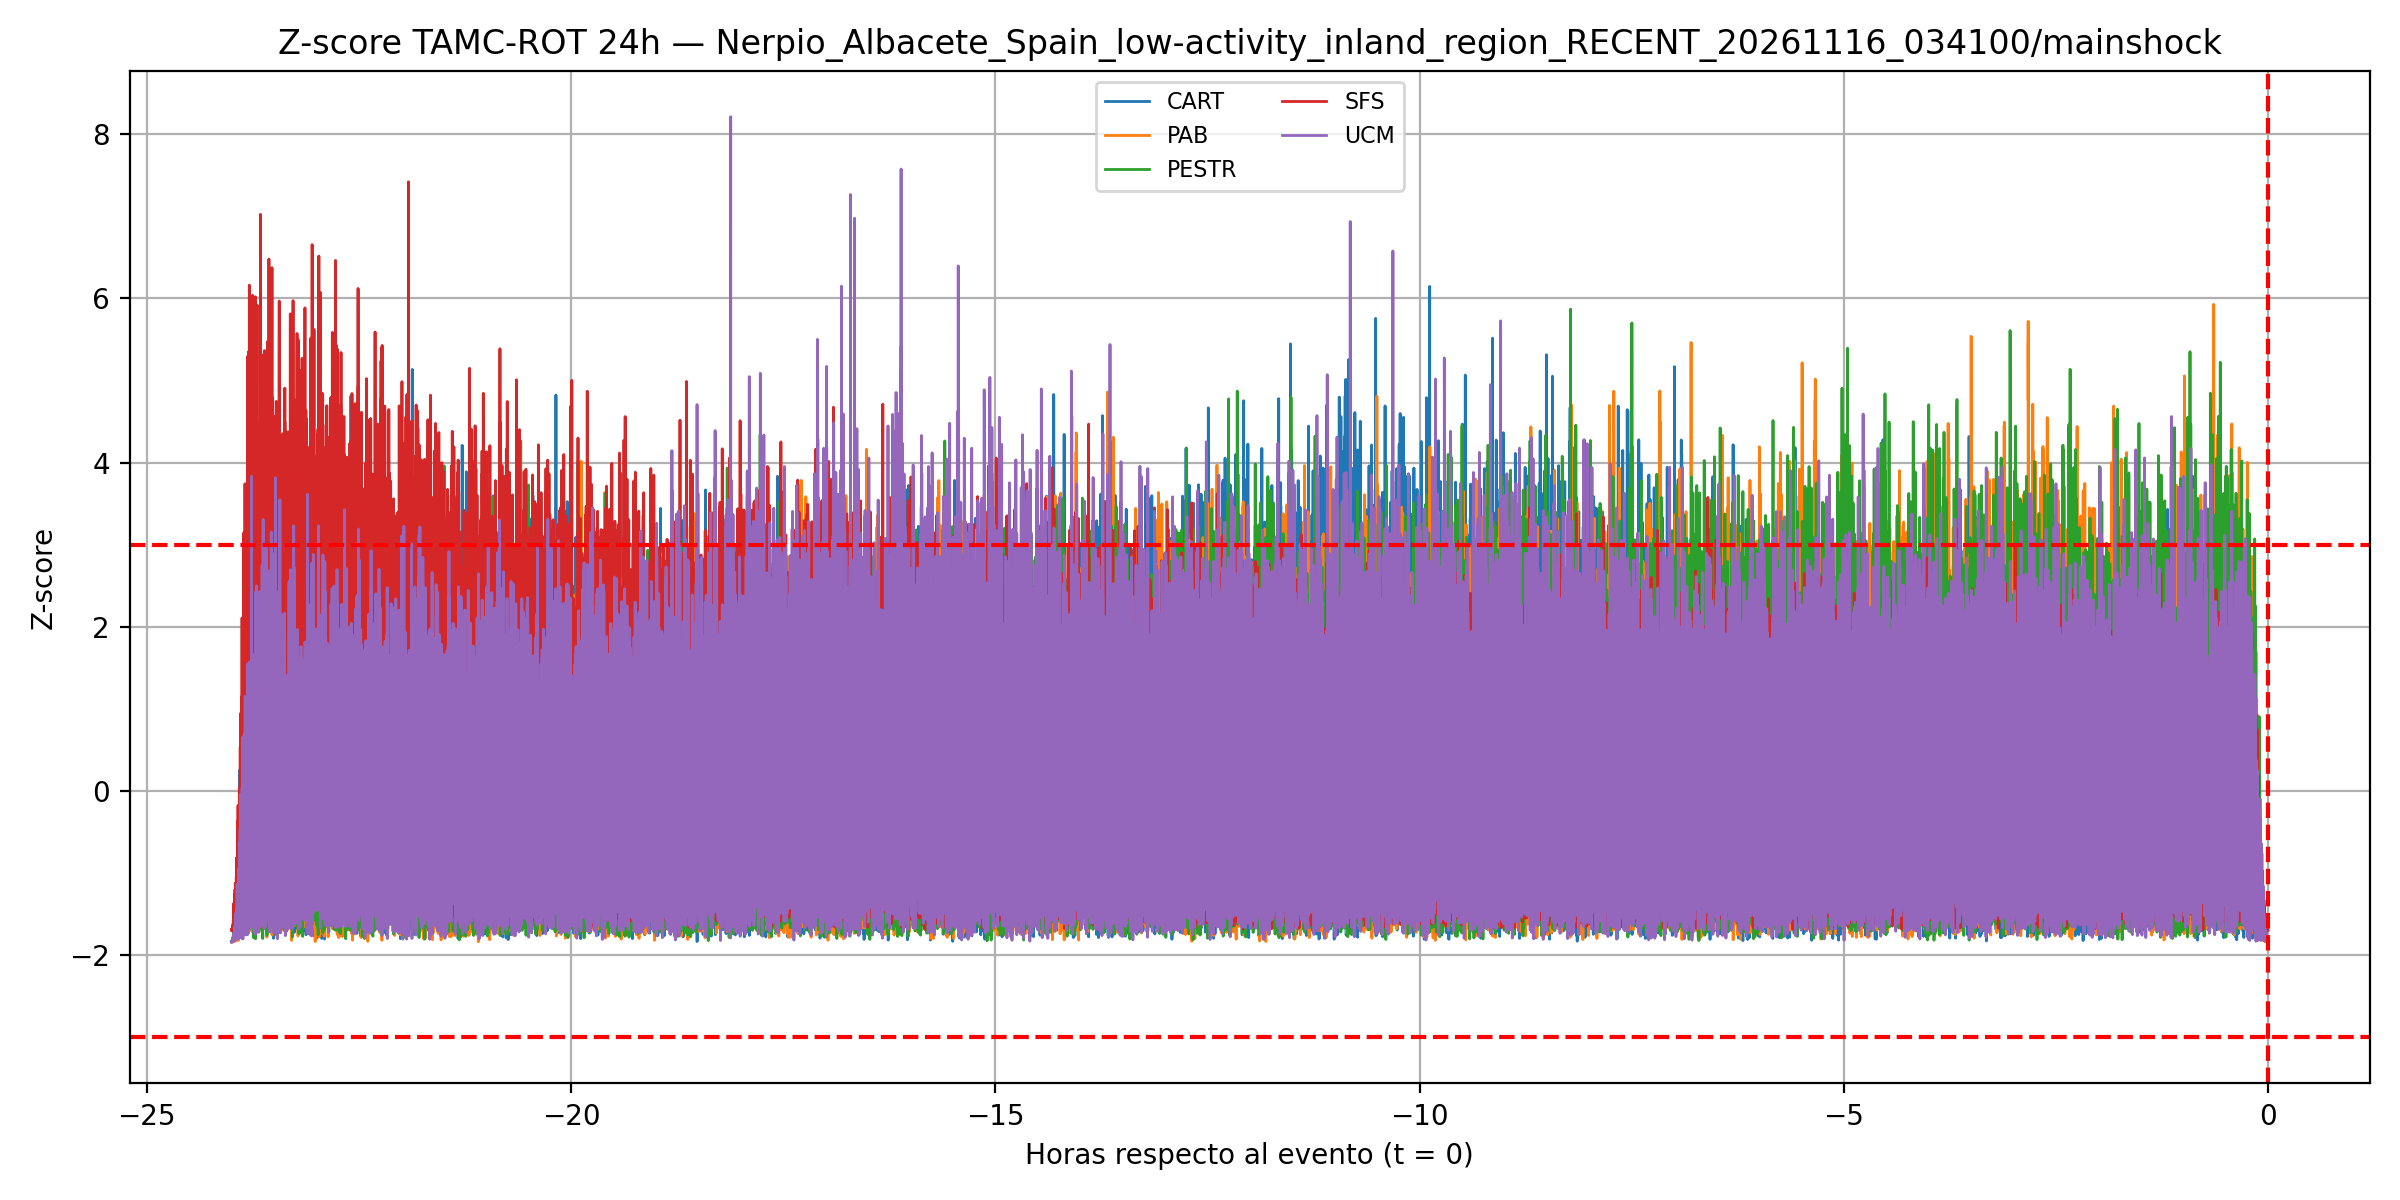 Z-score TAMC-ROT 24h — Nerpio_Albacete_Spain_low-activity_inland_region_RECENT_20261116_034100/mainshock
CART
PAB
PESTR
SFS
UCM
8
6
4
2
0
−2
Z-score
−25
−20
−15
−10
−5
0
Horas respecto al evento (t = 0)